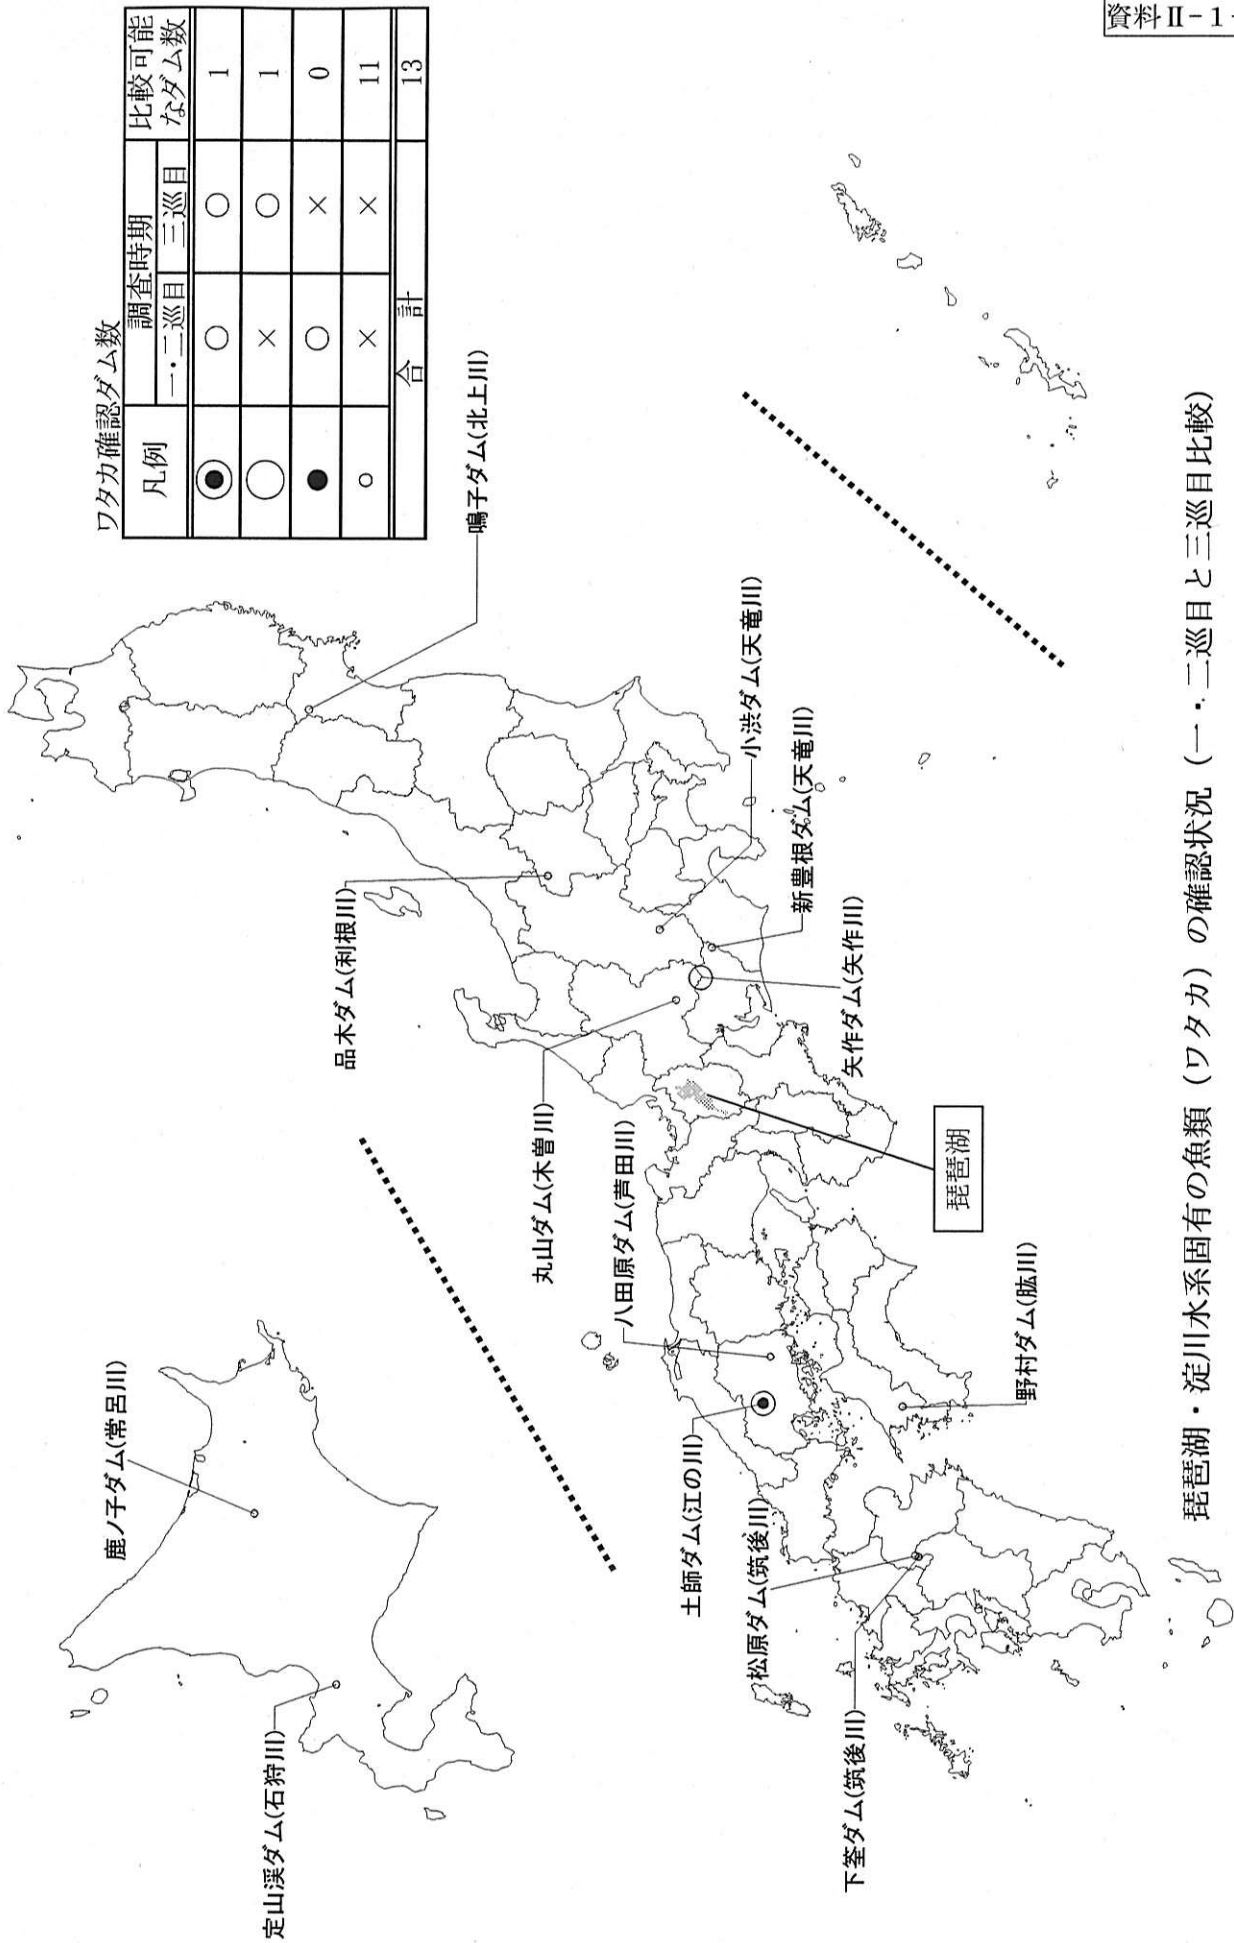 資料Ⅱ-1-
ワタカ確認ダム数
凡例 調査時期 比較可能なダム数
一・二巡目 三巡目
◉ ○ ○ 1
○ × ○ 1
● ○ × 0
○ × × 11
合計 13
鹿ノ子ダム(常呂川)
定山渓ダム(石狩川)
鳴子ダム(北上川)
品木ダム(利根川)
小渋ダム(天竜川)
新豊根ダム(天竜川)
矢作ダム(矢作川)
丸山ダム(木曽川)
八田原ダム(芦田川)
琵琶湖
土師ダム(江の川)
野村ダム(肱川)
松原ダム(筑後川)
下筌ダム(筑後川)
琵琶湖・淀川水系固有の魚類(ワタカ)の確認状況(一・二巡目と三巡目比較)